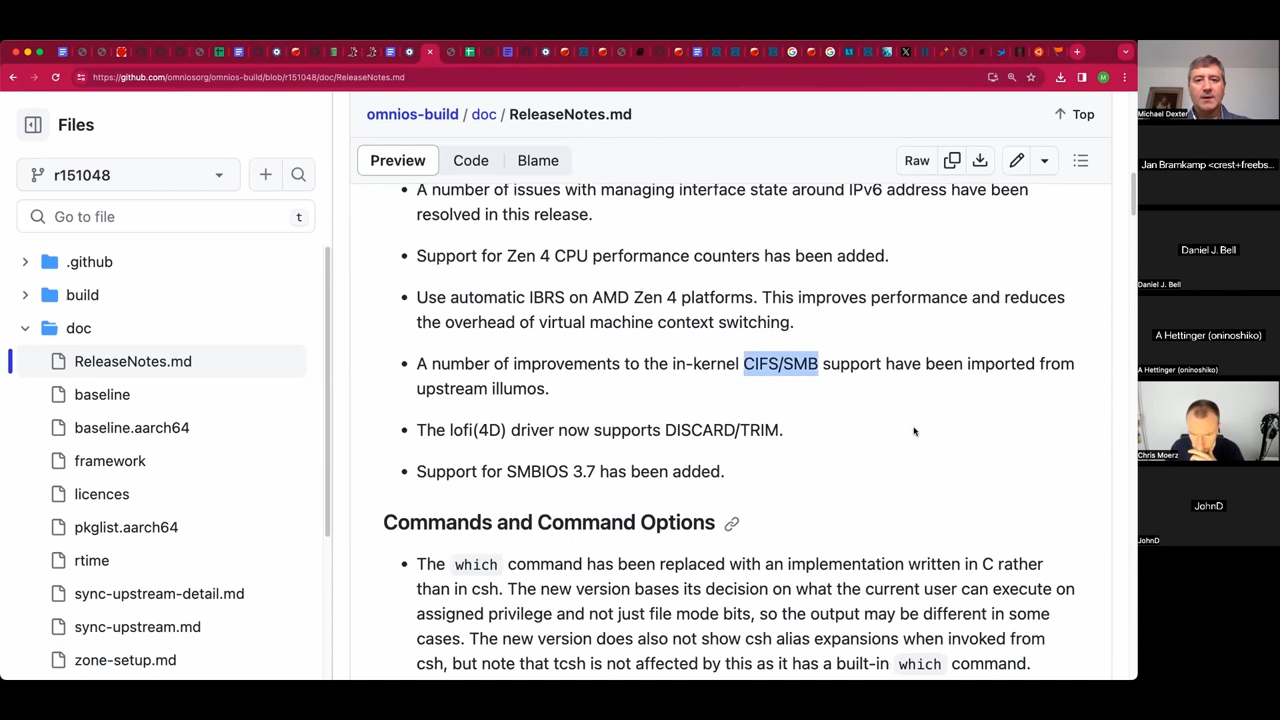 https://github.com/omniosorg/omnios-build/blob/r151048/doc/ReleaseNotes.md
M
Files
r151048
Go to file
t
.github
build
doc
ReleaseNotes.md
baseline
baseline.aarch64
framework
licences
pkglist.aarch64
rtime
sync-upstream-detail.md
sync-upstream.md
zone-setup.md
omnios-build / doc / ReleaseNotes.md
Top
Preview
Code
Blame
Raw
• A number of issues with managing interface state around IPv6 address have been
resolved in this release.
• Support for Zen 4 CPU performance counters has been added.
• Use automatic IBRS on AMD Zen 4 platforms. This improves performance and reduces
the overhead of virtual machine context switching.
• A number of improvements to the in-kernel CIFS/SMB support have been imported from
upstream illumos.
• The lofi(4D) driver now supports DISCARD/TRIM.
• Support for SMBIOS 3.7 has been added.
Commands and Command Options
• The which command has been replaced with an implementation written in C rather
than in csh. The new version bases its decision on what the current user can execute on
assigned privilege and not just file mode bits, so the output may be different in some
cases. The new version does also not show csh alias expansions when invoked from
csh, but note that tcsh is not affected by this as it has a built-in which command.
Michael Dexter
Jan Bramkamp <crest+freebs...
Daniel J. Bell
Daniel J. Bell
A Hettinger (oninoshiko)
A Hettinger (oninoshiko)
Chris Moerz
JohnD
JohnD